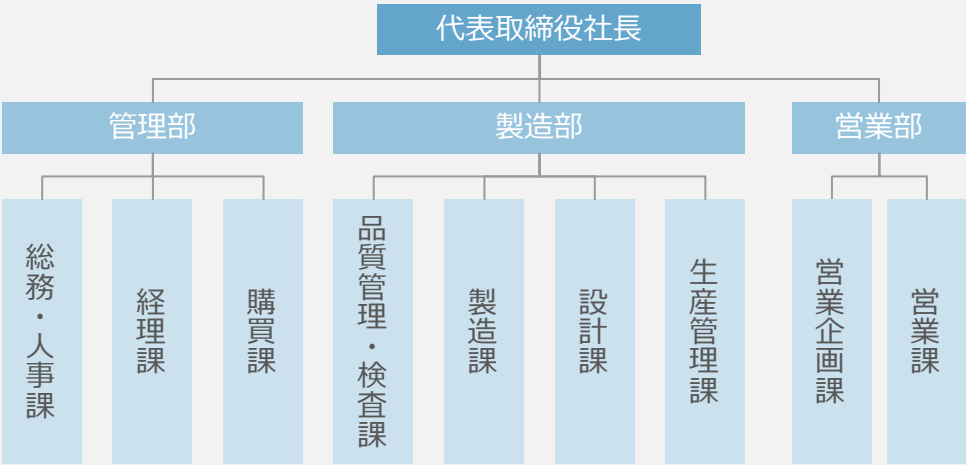 代表取締役社長
管理部
製造部
営業部
総務・人事課
経理課
購買課
品質管理・検査課
製造課
設計課
生産管理課
営業企画課
営業課